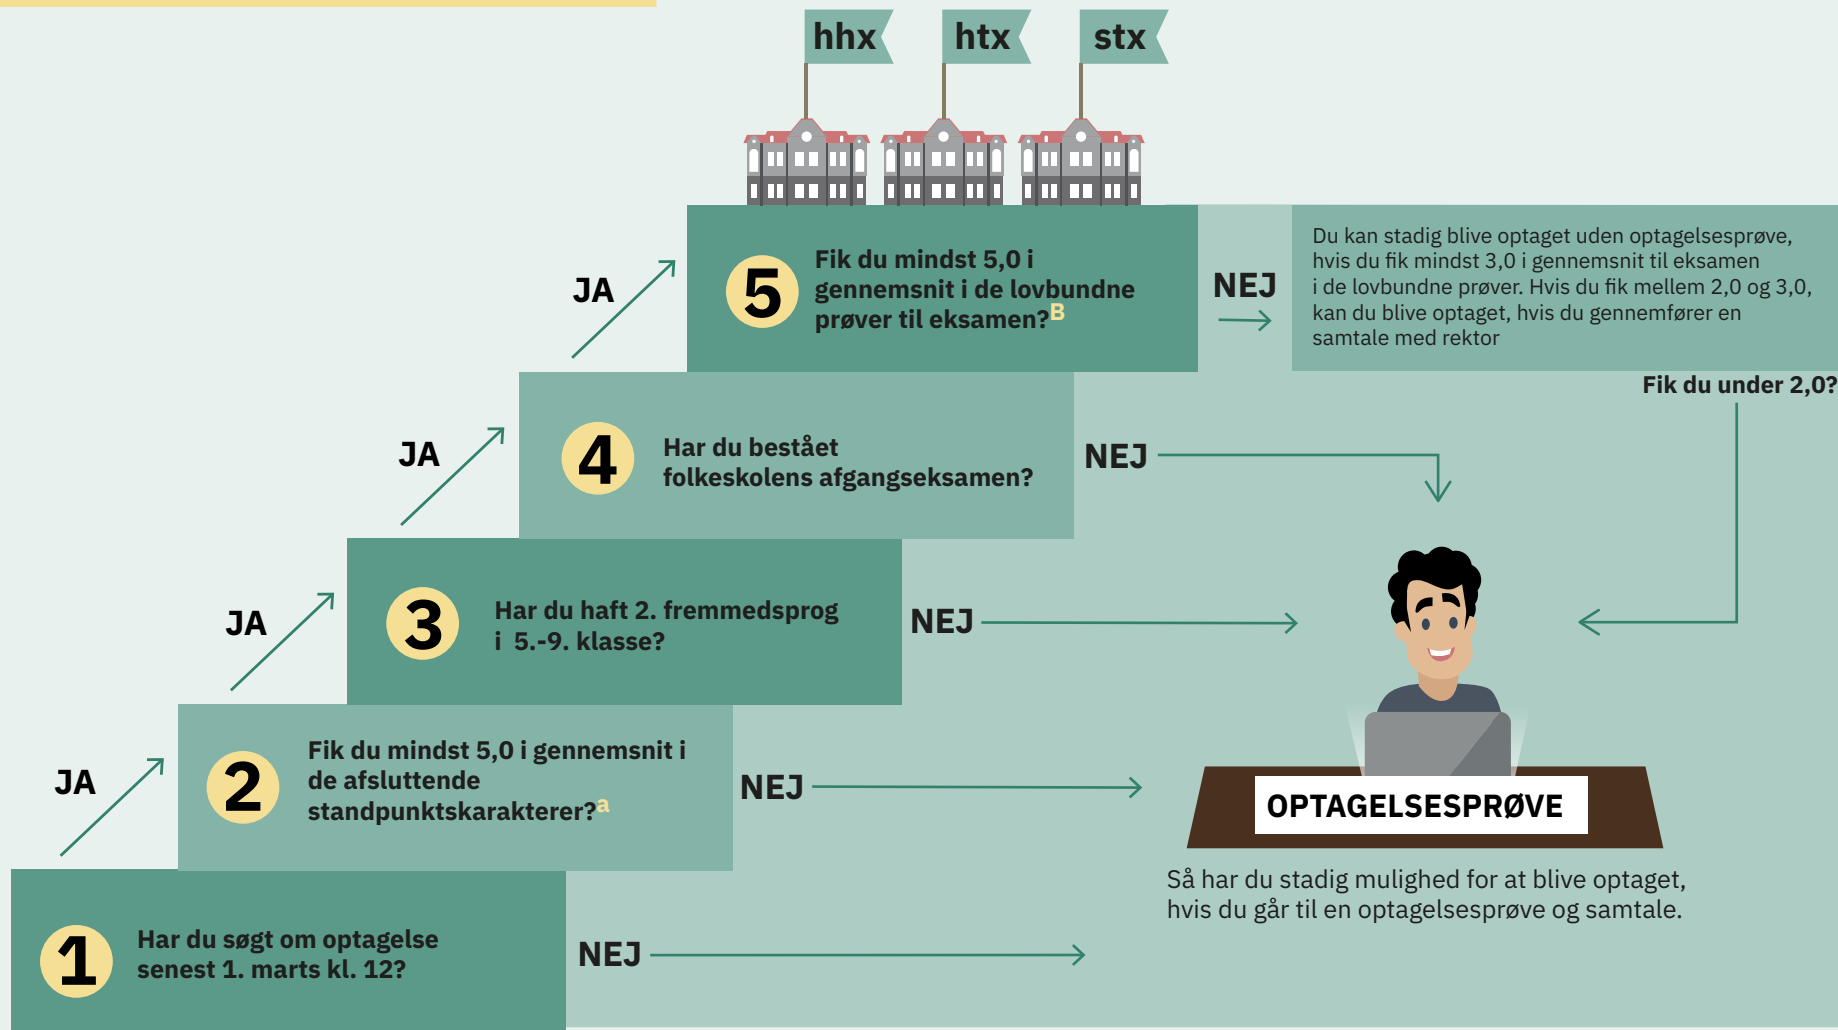 hhx
htx
stx
JA
5
Fik du mindst 5,0 i
gennemsnit i de lovbundne
prøver til eksamen?B
NEJ
Du kan stadig blive optaget uden optagelsesprøve,
hvis du fik mindst 3,0 i gennemsnit til eksamen
i de lovbundne prøver. Hvis du fik mellem 2,0 og 3,0,
kan du blive optaget, hvis du gennemfører en
samtale med rektor
Fik du under 2,0?
JA
4
Har du bestået
folkeskolens afgangseksamen?
NEJ
JA
3
Har du haft 2. fremmedsprog
i  5.-9. klasse?
NEJ
JA
2
Fik du mindst 5,0 i gennemsnit i
de afsluttende
standpunktskarakterer?a
NEJ
1
Har du søgt om optagelse
senest 1. marts kl. 12?
NEJ
OPTAGELSESPRØVE
Så har du stadig mulighed for at blive optaget,
hvis du går til en optagelsesprøve og samtale.